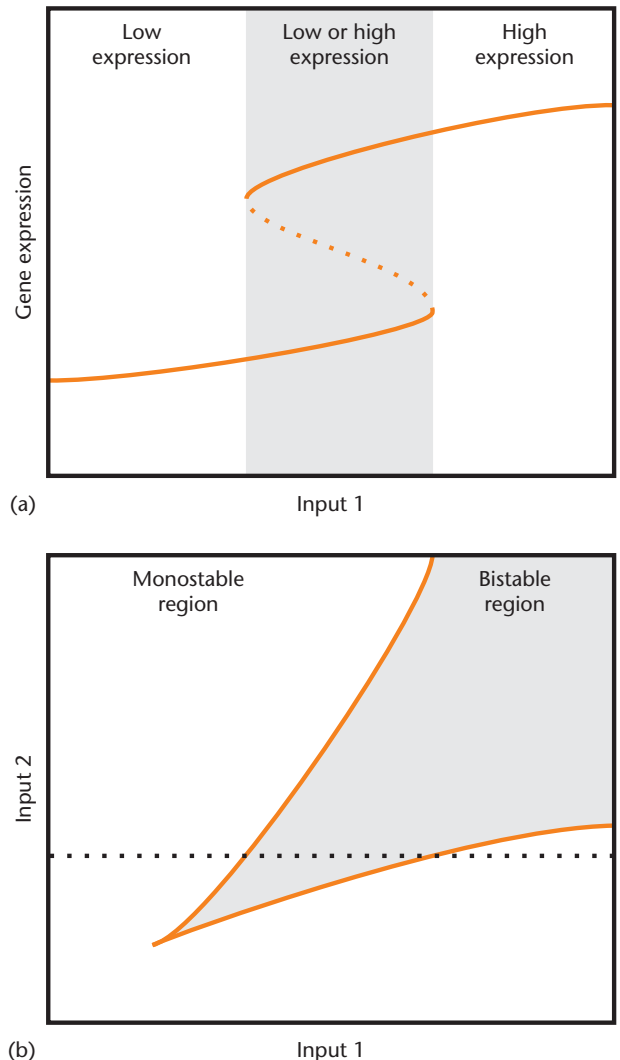 Low
expression
Low or high
expression
High
expression
Gene expression
(a)
Input 1
Monostable
region
Bistable
region
Input 2
(b)
Input 1